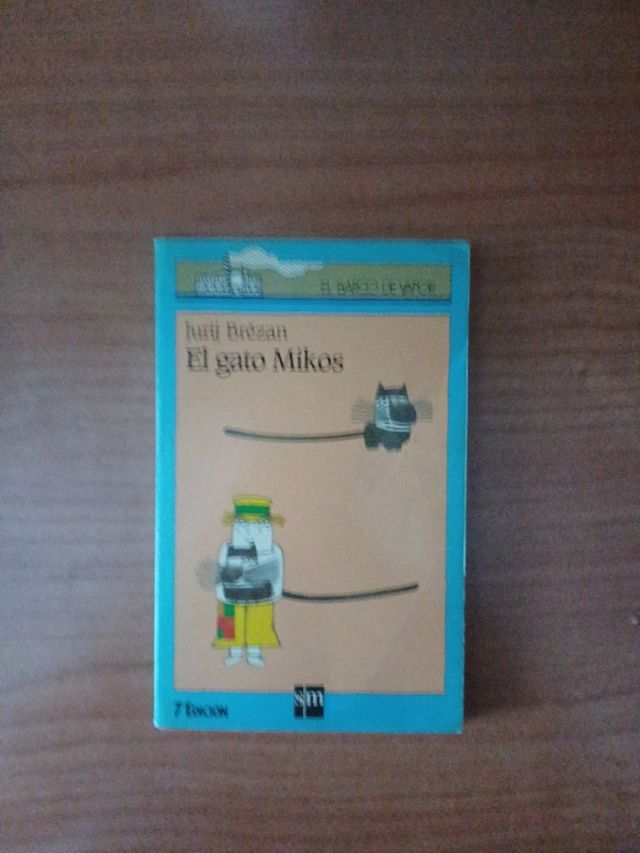 EL BARCO DE VAPOR
Jurij Brězan
El gato Mikos
7ª EDICIÓN
sm